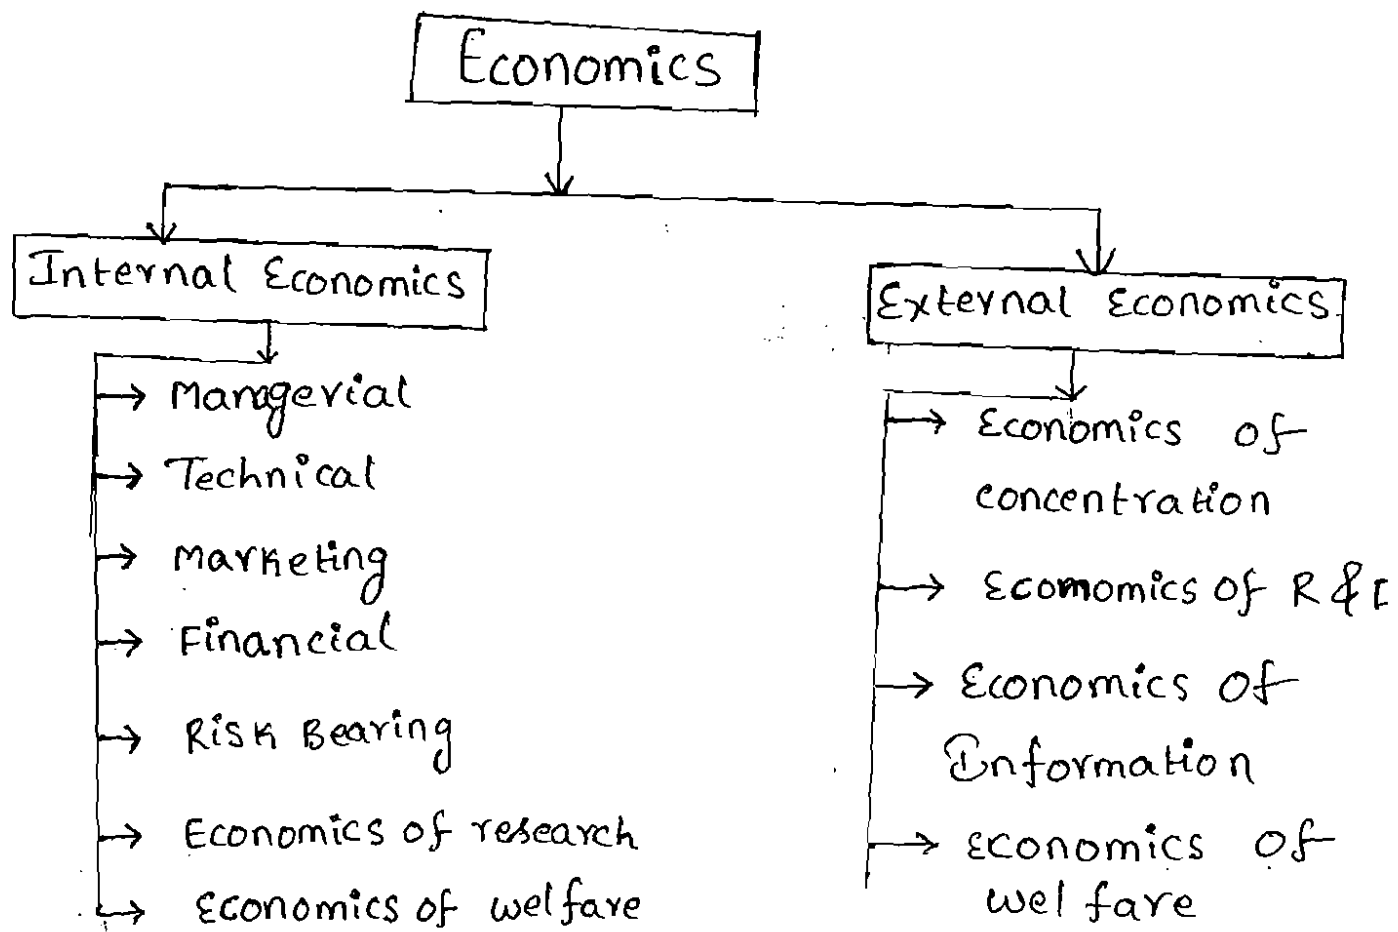 Economics
Internal Economics
External Economics
Managerial
Technical
Marketing
Financial
Risk Bearing
Economics of research
Economics of welfare
Economics of
concentration
Ecomomics of R & D
Economics of
Information
Economics of
welfare